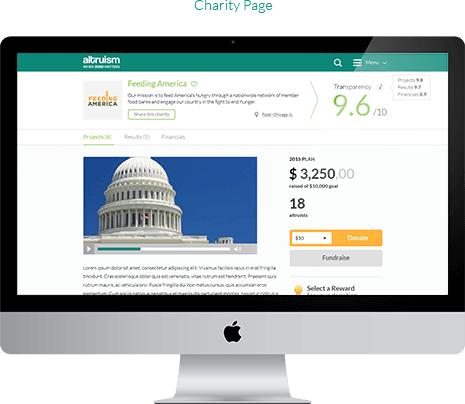 Charity Page
altruism
WHEN ZERO MATTERS
Menu
Feeding America
FEEDING AMERICA
Our mission is to feed America's hungry through a nationwide network of member
food banks and engage our country in the fight to end hunger.
Share this charity
Food • Chicago, IL
Transparency
9.6 /10
Projects 9.8
Results 9.7
Financials 8.9
Projects (6) Results (5) Financials
Lorem ipsum dolor sit amet, consectetur adipiscing elit. Vivamus facilisis lacus in erat fringilla
tincidunt. Cras scelerisque dolor quis est venenatis, vitae rutrum est hendrerit. Praesent quis
rutrum mauris, ac vehicula orci. Fusce fringilla dui non metus cursus, quis accumsan eros
2015 PLAN
$ 3,250,00
raised of $10,000 goal
18
altruists
$10
Donate
Fundraise
Select a Reward